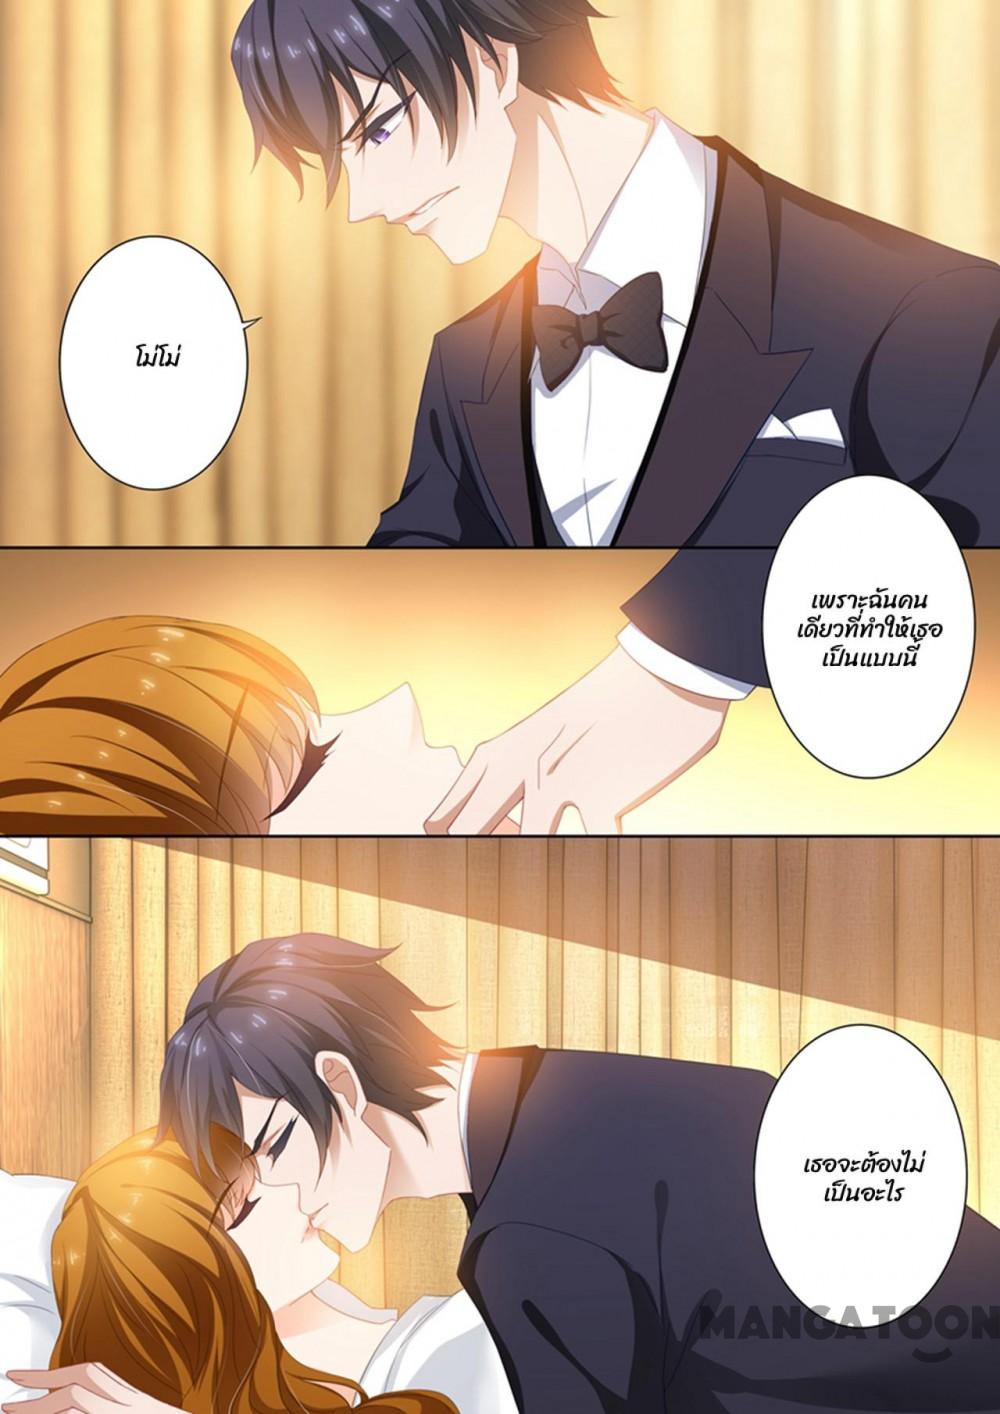 โม่โม่
เพราะฉันคน
เดียวที่ทำให้เธอ
เป็นแบบนี้
เธอจะต้องไม่
เป็นอะไร
MANGATOON